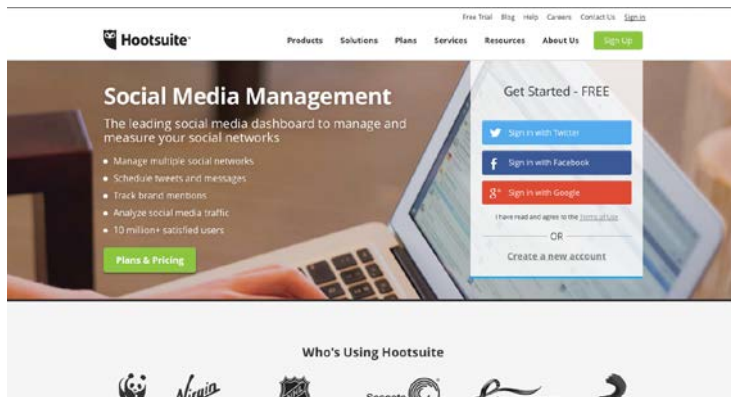 Free Trial Blog Help Careers Contact Us Sign in
Hootsuite
Products Solutions Plans Services Resources About Us Sign Up
Social Media Management
The leading social media dashboard to manage and
measure your social networks
Manage multiple social networks
Schedule tweets and messages
Track brand mentions
Analyze social media traffic
10 million+ satisfied users
Plans & Pricing
Get Started - FREE
Sign in with Twitter
Sign in with Facebook
g+ Sign in with Google
I have read and agree to the Terms of Use
OR
Create a new account
Who's Using Hootsuite
Virgin